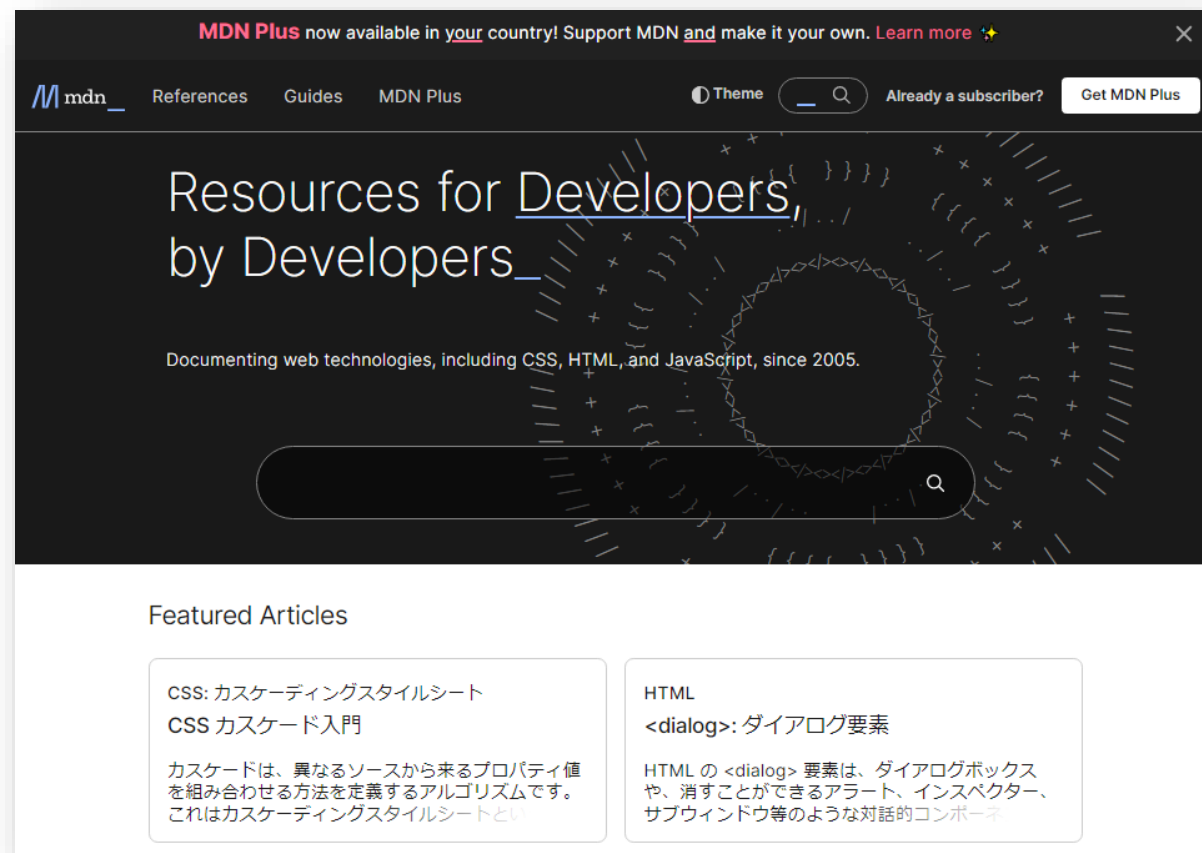 MDN Plus now available in your country! Support MDN and make it your own. Learn more ✨
mdn_ References Guides MDN Plus Theme Already a subscriber? Get MDN Plus
Resources for Developers,
by Developers_
Documenting web technologies, including CSS, HTML, and JavaScript, since 2005.
Featured Articles
CSS: カスケーディングスタイルシート
CSS カスケード入門
カスケードは、異なるソースから来るプロパティ値
を組み合わせる方法を定義するアルゴリズムです。
これはカスケーディングスタイルシートとい
HTML
<dialog>: ダイアログ要素
HTML の <dialog> 要素は、ダイアログボックス
や、消すことができるアラート、インスペクター、
サブウィンドウ等のような対話的コンポーネ